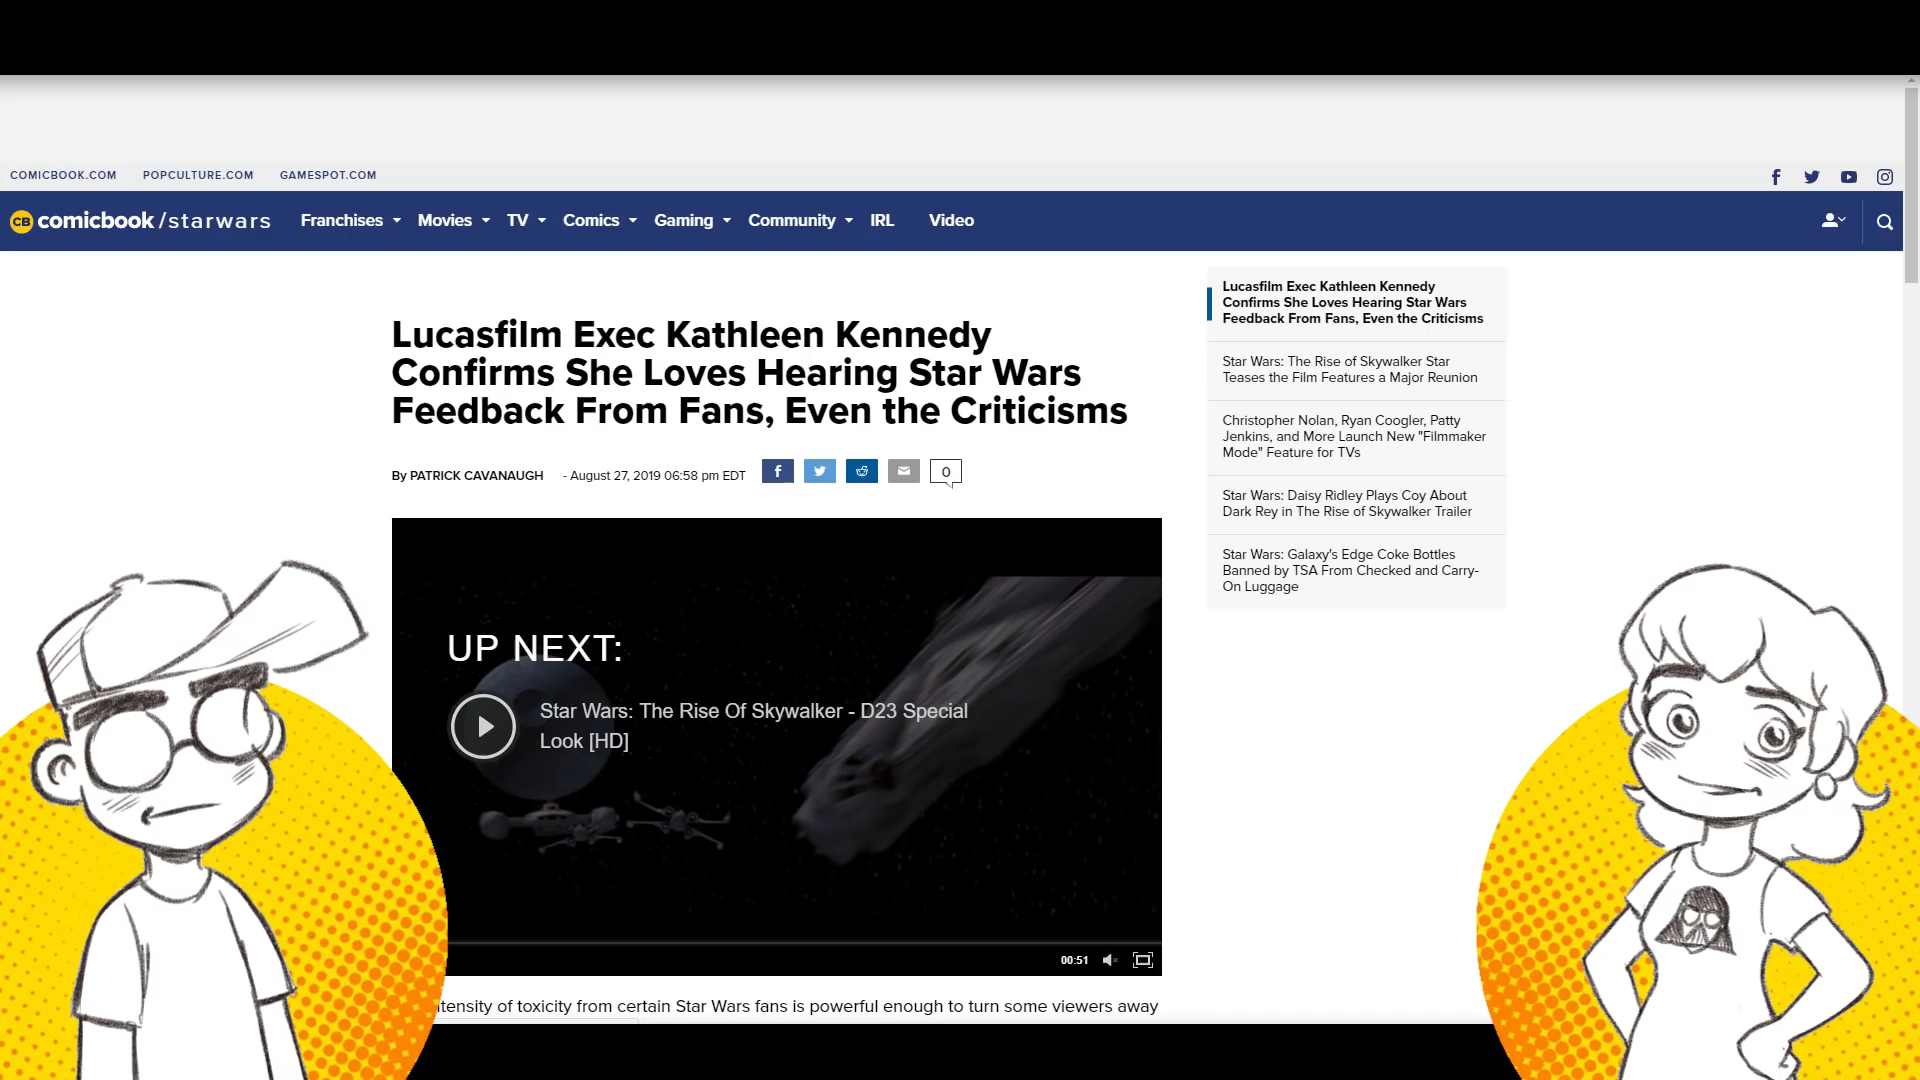 COMICBOOK.COM POPCULTURE.COM GAMESPOT.COM
CB comicbook/starwars Franchises Movies TV Comics Gaming Community IRL Video
Lucasfilm Exec Kathleen Kennedy
Confirms She Loves Hearing Star Wars
Feedback From Fans, Even the Criticisms
By PATRICK CAVANAUGH - August 27, 2019 06:58 pm EDT
0
UP NEXT:
Star Wars: The Rise Of Skywalker - D23 Special
Look [HD]
00:51
of toxicity from certain Star Wars fans is powerful enough to turn some viewers away
Lucasfilm Exec Kathleen Kennedy
Confirms She Loves Hearing Star Wars
Feedback From Fans, Even the Criticisms
Star Wars: The Rise of Skywalker Star
Teases the Film Features a Major Reunion
Christopher Nolan, Ryan Coogler, Patty
Jenkins, and More Launch New "Filmmaker
Mode" Feature for TVs
Star Wars: Daisy Ridley Plays Coy About
Dark Rey in The Rise of Skywalker Trailer
Star Wars: Galaxy's Edge Coke Bottles
Banned by TSA From Checked and Carry-
On Luggage